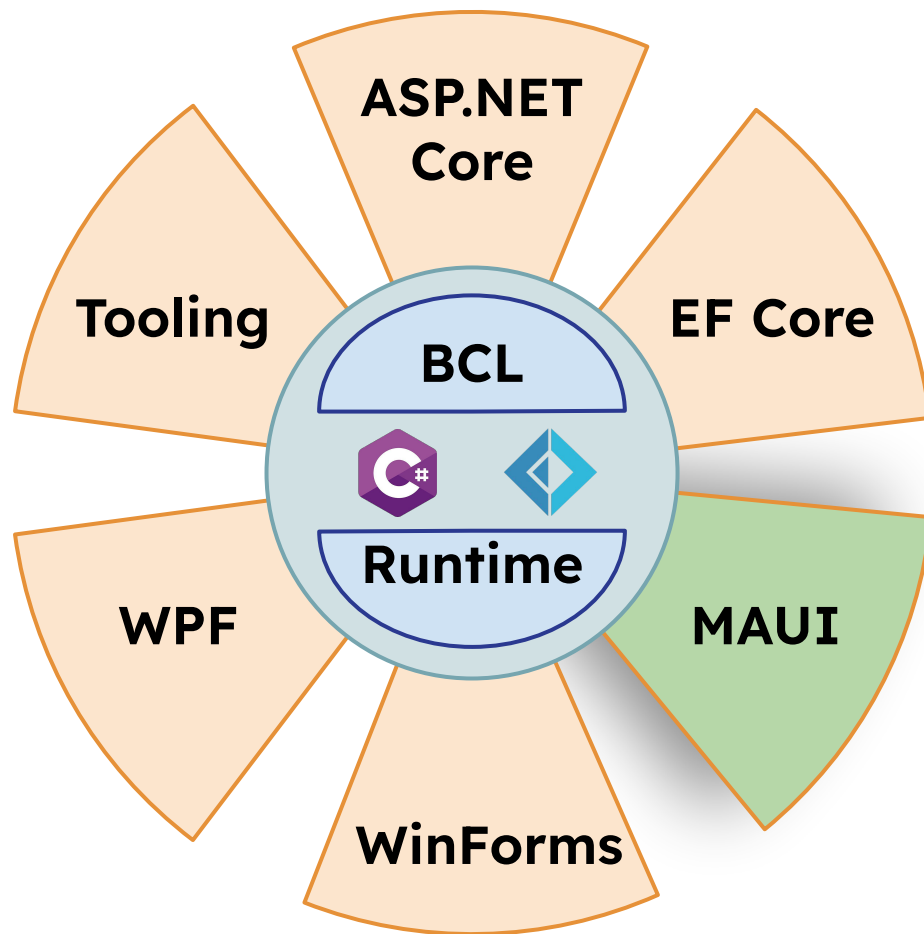 ASP.NET
Core
Tooling
EF Core
BCL
C#
Runtime
WPF
MAUI
WinForms